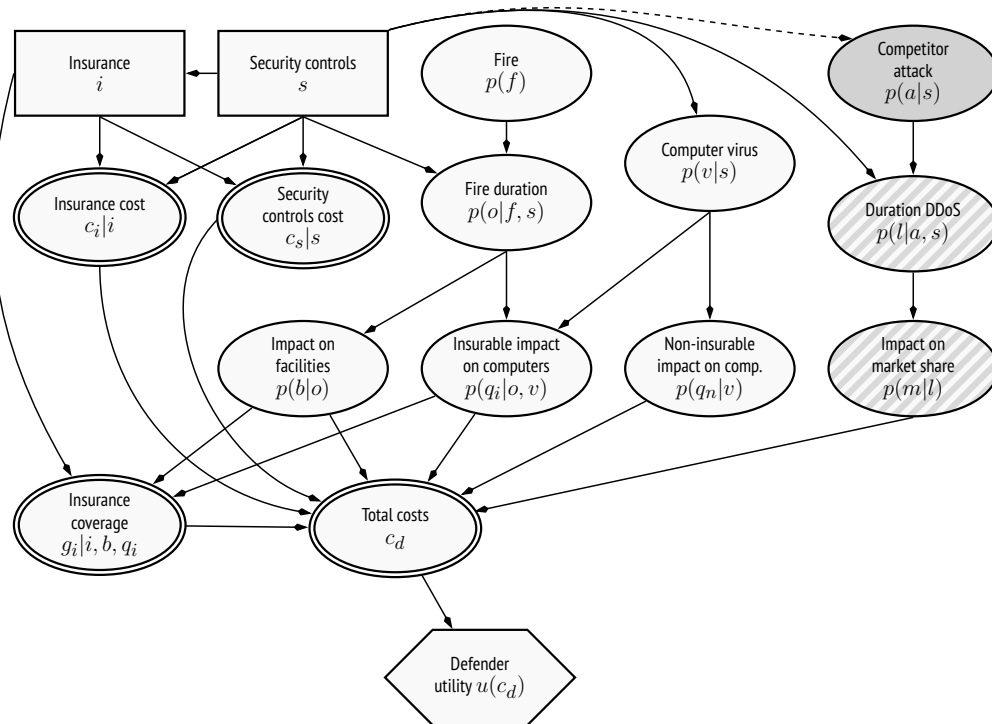 Insurance
i
Security controls
s
Fire
p(f)
Competitor
attack
p(a|s)
Computer virus
p(v|s)
Insurance cost
c_i|i
Security
controls cost
c_s|s
Fire duration
p(o|f, s)
Duration DDoS
p(l|a, s)
Impact on
facilities
p(b|o)
Insurable impact
on computers
p(q_i|o, v)
Non-insurable
impact on comp.
p(q_n|v)
Impact on
market share
p(m|l)
Insurance
coverage
g_i|i, b, q_i
Total costs
c_d
Defender
utility u(c_d)